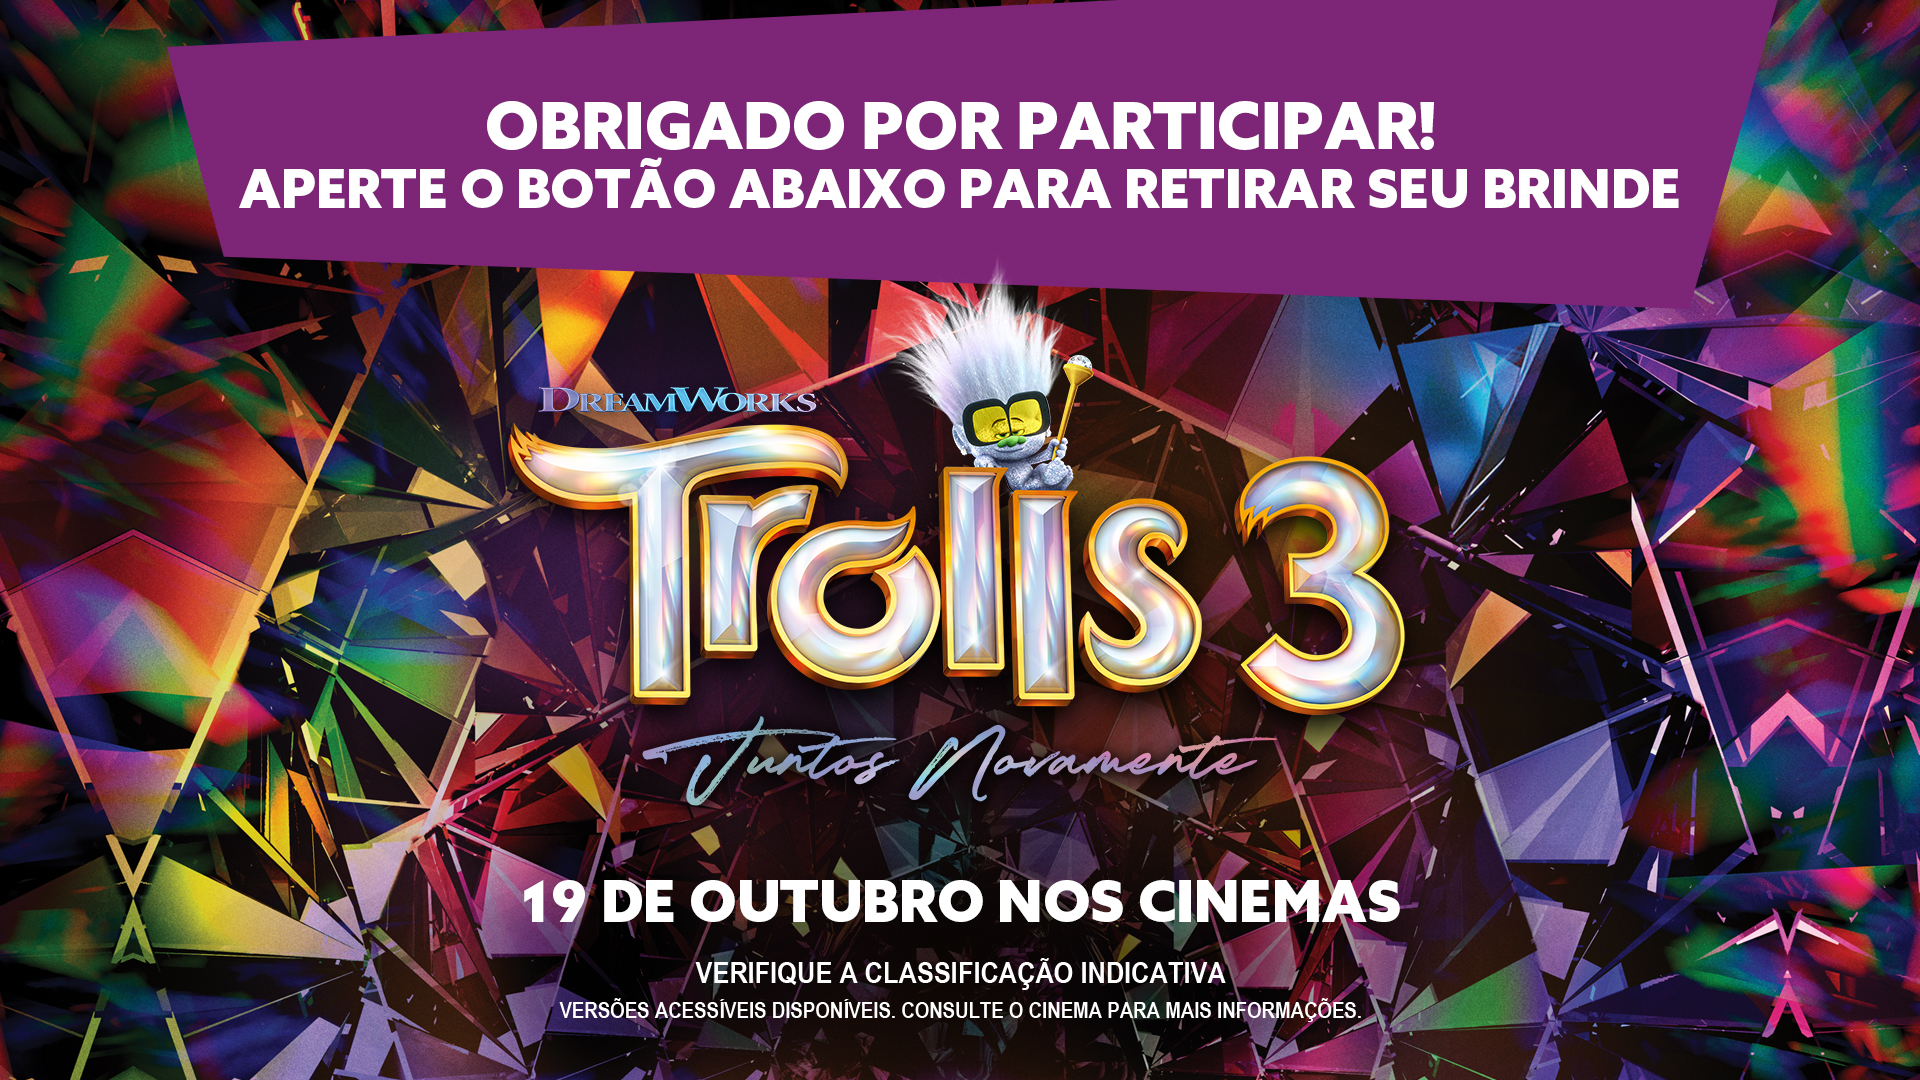 OBRIGADO POR PARTICIPAR!
APERTE O BOTÃO ABAIXO PARA RETIRAR SEU BRINDE
DREAMWORKS
Trolls 3
Juntos Novamente
19 DE OUTUBRO NOS CINEMAS
VERIFIQUE A CLASSIFICAÇÃO INDICATIVA
VERSÕES ACESSÍVEIS DISPONÍVEIS. CONSULTE O CINEMA PARA MAIS INFORMAÇÕES.